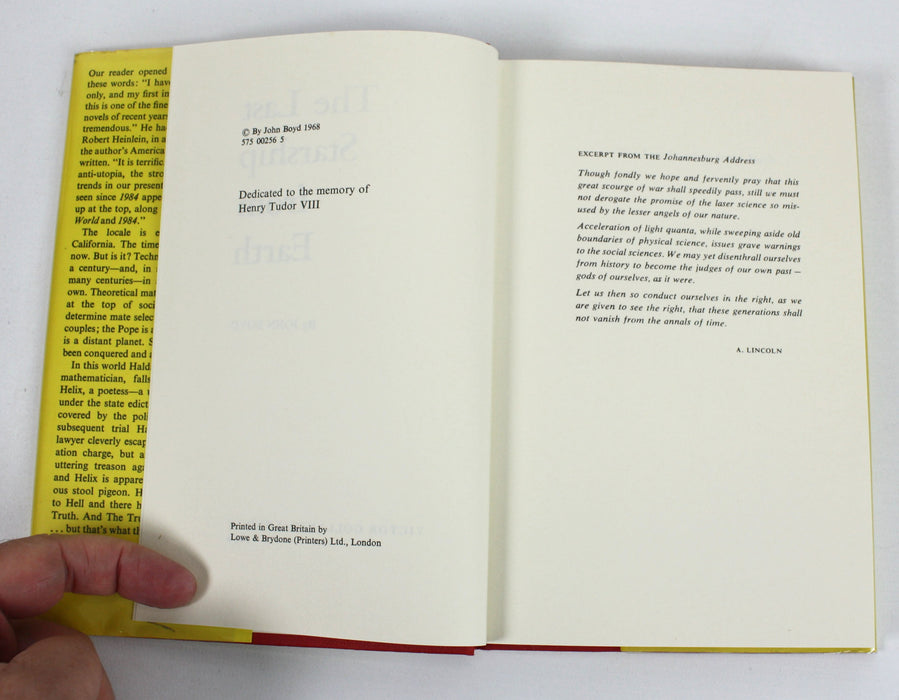 Our reader opened
these words: "I have
only, and my first in
this is one of the fine
novels of recent year
tremendous." He ha
Robert Heinlein, in a
the author's America
written. "It is terrific
anti-utopia, the stro
trends in our present
seen since 1984 appe
up at the top, along
World and 1984."
The locale is e
California. The time
now. But is it? Techn
a century—and, in
many centuries—in
own. Theoretical mat
at the top of soci
determine mate selec
couples; the Pope is a
is a distant planet. S
been conquered and a
In this world Hald
mathematician, falls
Helix, a poetess—a
under the state edict
covered by the poli
subsequent trial Ha
lawyer cleverly escap
ation charge, but a
uttering treason aga
and Helix is appare
ous stool pigeon. H
to Hell and there h
Truth. And The Tru
... but that's what th
The Last
Starship
Earth
By JOHN BOYD
© By John Boyd 1968
575 00256 5
Dedicated to the memory of
Henry Tudor VIII
Printed in Great Britain by
Lowe & Brydone (Printers) Ltd., London
EXCERPT FROM THE Johannesburg Address
Though fondly we hope and fervently pray that this
great scourge of war shall speedily pass, still we must
not derogate the promise of the laser science so mis-
used by the lesser angels of our nature.
Acceleration of light quanta, while sweeping aside old
boundaries of physical science, issues grave warnings
to the social sciences. We may yet disenthrall ourselves
from history to become the judges of our own past —
gods of ourselves, as it were.
Let us then so conduct ourselves in the right, as we
are given to see the right, that these generations shall
not vanish from the annals of time.
A. LINCOLN